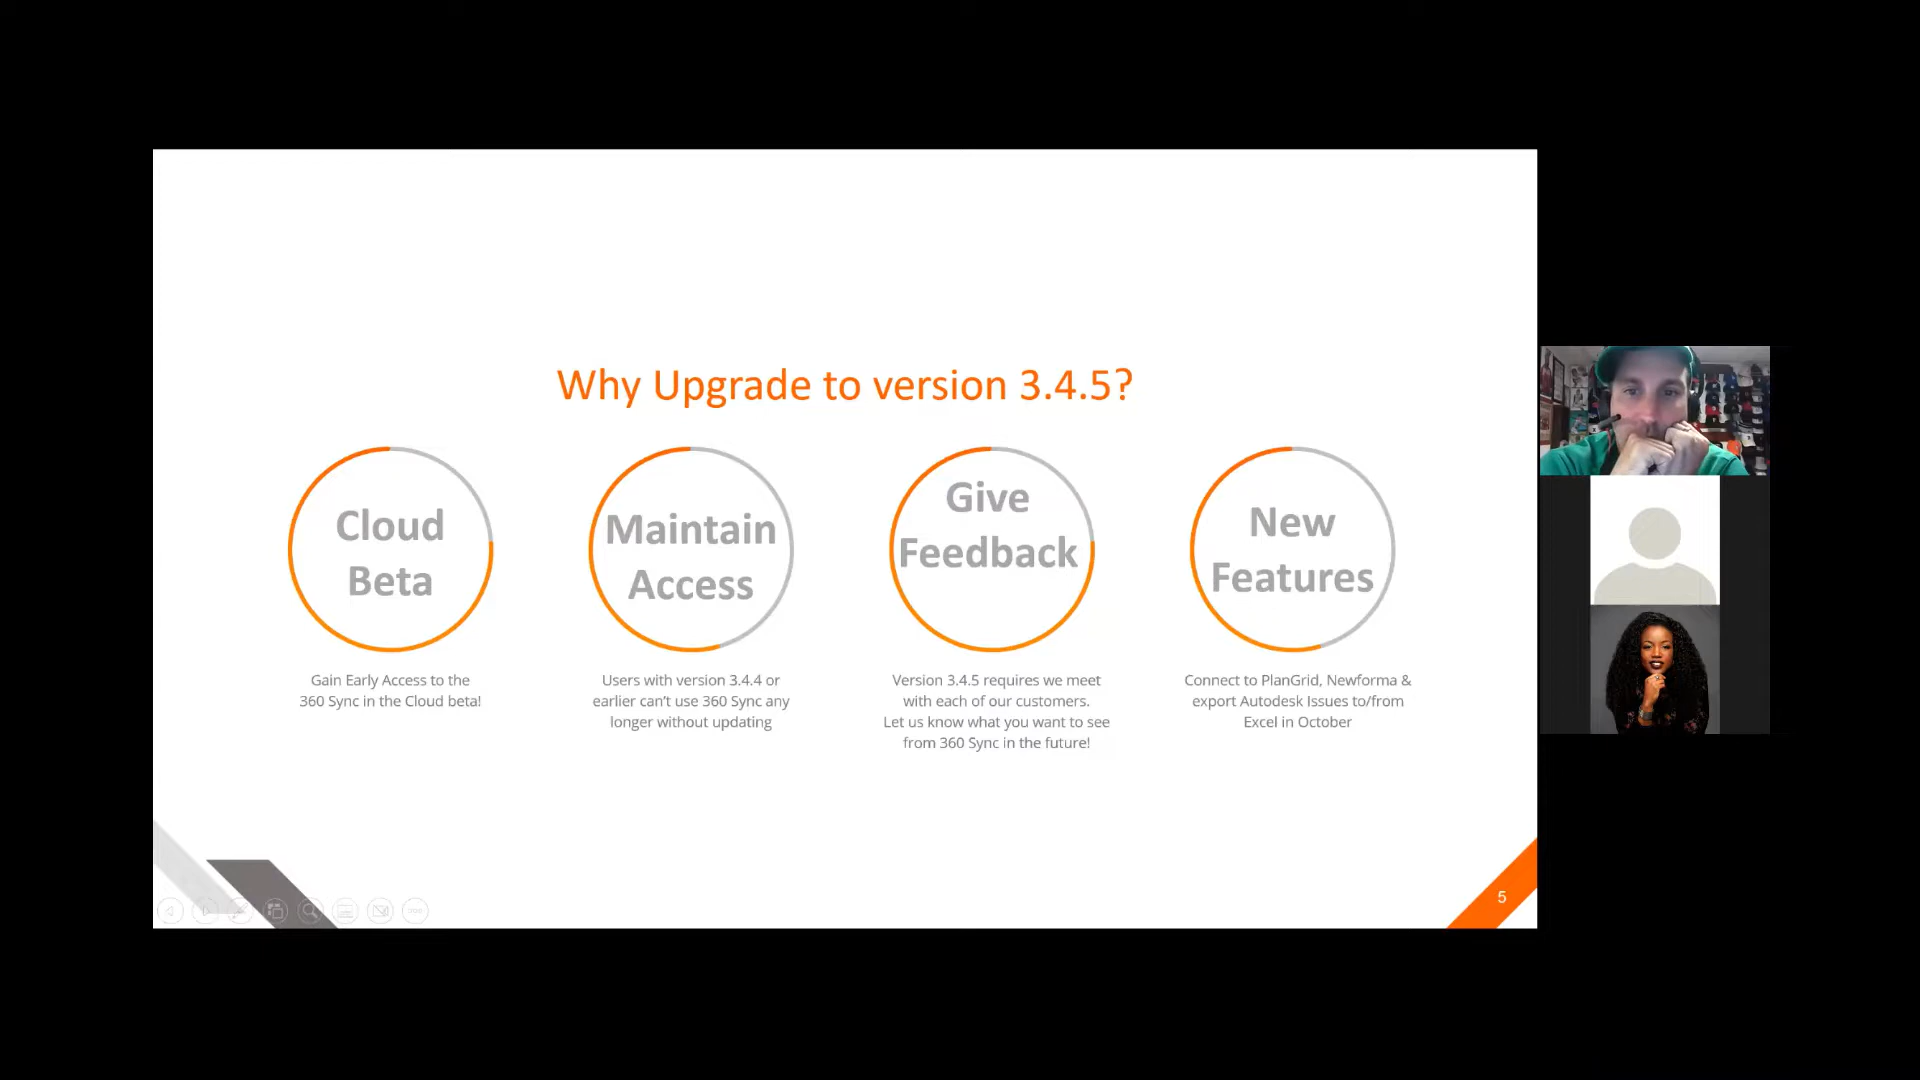 Why Upgrade to version 3.4.5?
Cloud
Beta
Gain Early Access to the
360 Sync in the Cloud beta!
Maintain
Access
Users with version 3.4.4 or
earlier can't use 360 Sync any
longer without updating
Give
Feedback
Version 3.4.5 requires we meet
with each of our customers.
Let us know what you want to see
from 360 Sync in the future!
New
Features
Connect to PlanGrid, Newforma &
export Autodesk Issues to/from
Excel in October
5